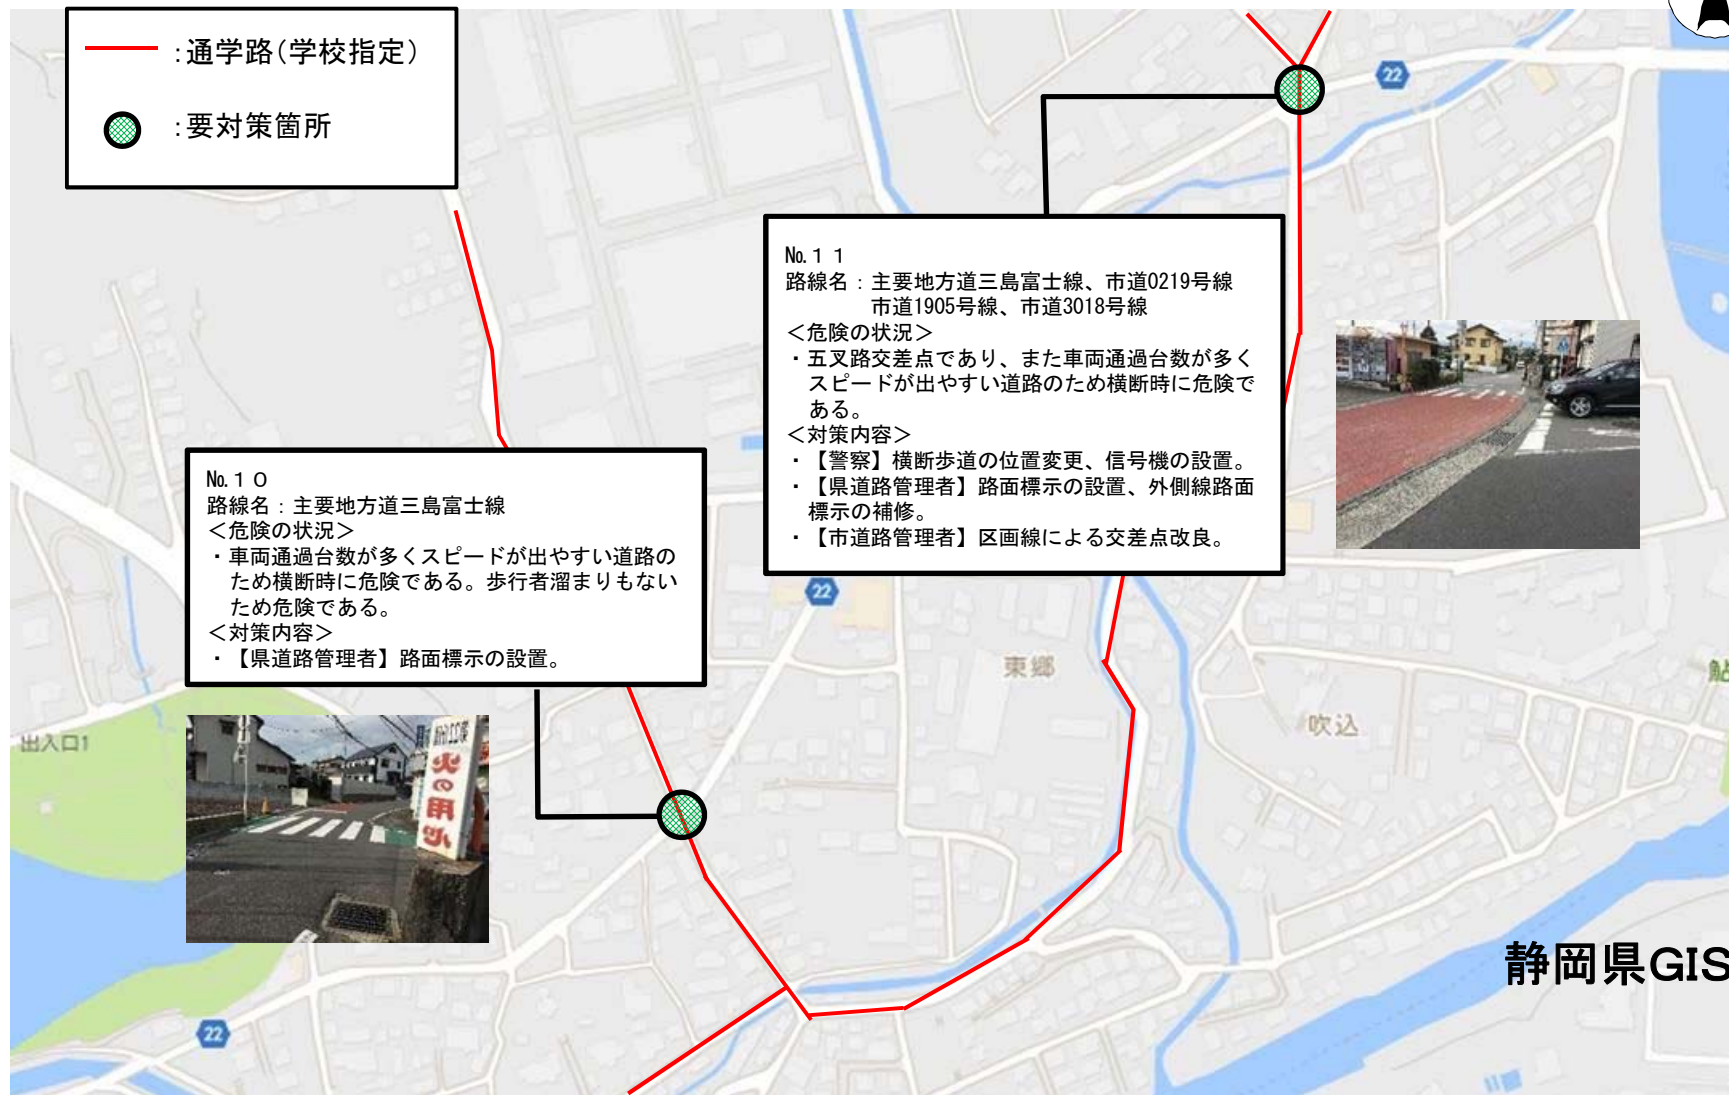 :通学路(学校指定)
:要対策箇所
22
№.１１
路線名：主要地方道三島富士線、市道0219号線
市道1905号線、市道3018号線
＜危険の状況＞
・五叉路交差点であり、また車両通過台数が多く
スピードが出やすい道路のため横断時に危険で
ある。
＜対策内容＞
・【警察】横断歩道の位置変更、信号機の設置。
・【県道路管理者】路面標示の設置、外側線路面
標示の補修。
・【市道路管理者】区画線による交差点改良。
№.１０
路線名：主要地方道三島富士線
＜危険の状況＞
・車両通過台数が多くスピードが出やすい道路の
ため横断時に危険である。歩行者溜まりもない
ため危険である。
＜対策内容＞
・【県道路管理者】路面標示の設置。
22
東郷
鮎
吹込
出入口1
火の用心
静岡県GIS
22